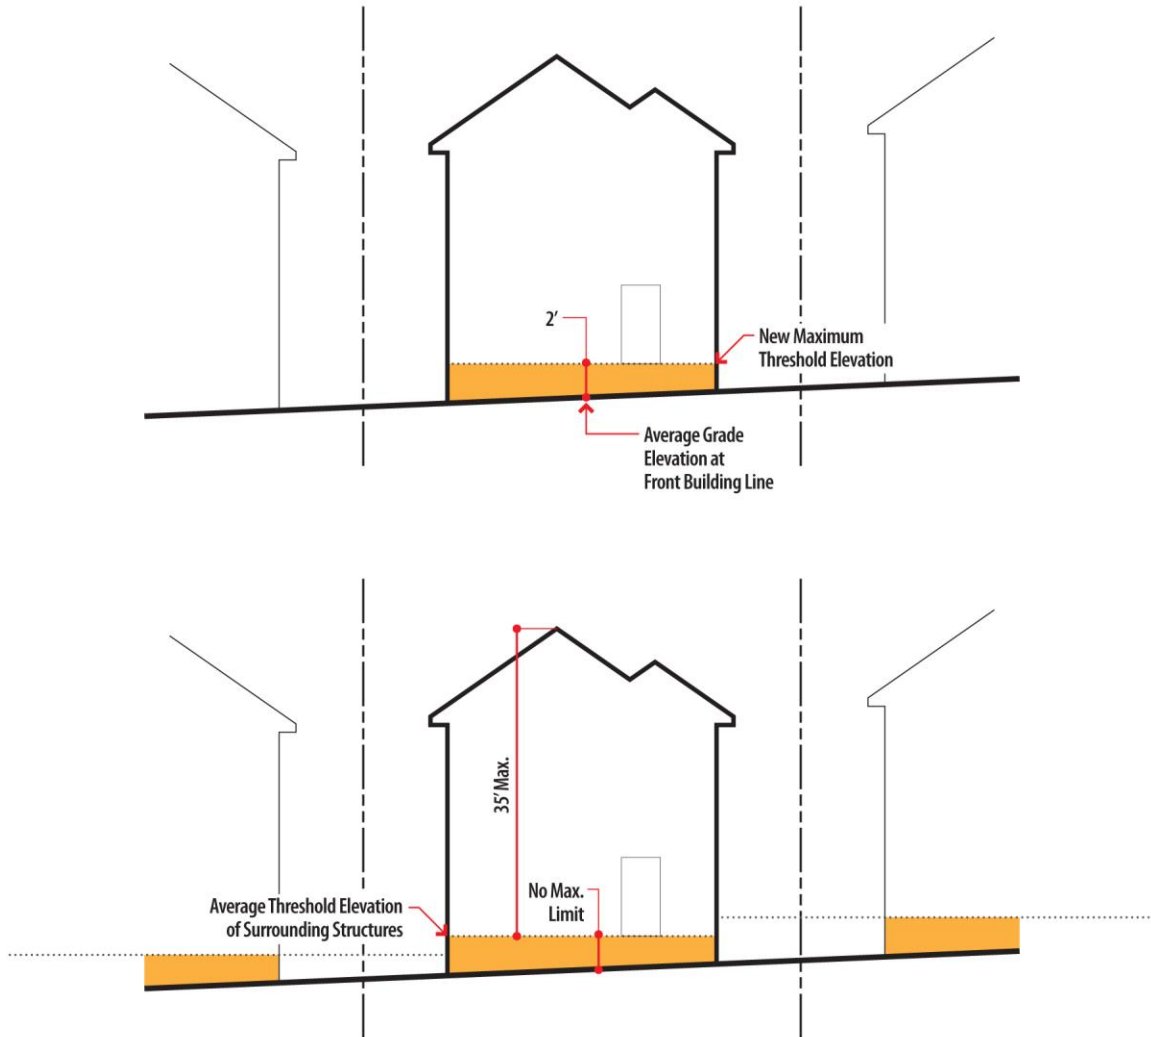 2′
New Maximum
Threshold Elevation
Average Grade
Elevation at
Front Building Line
35′ Max.
No Max.
Limit
Average Threshold Elevation
of Surrounding Structures